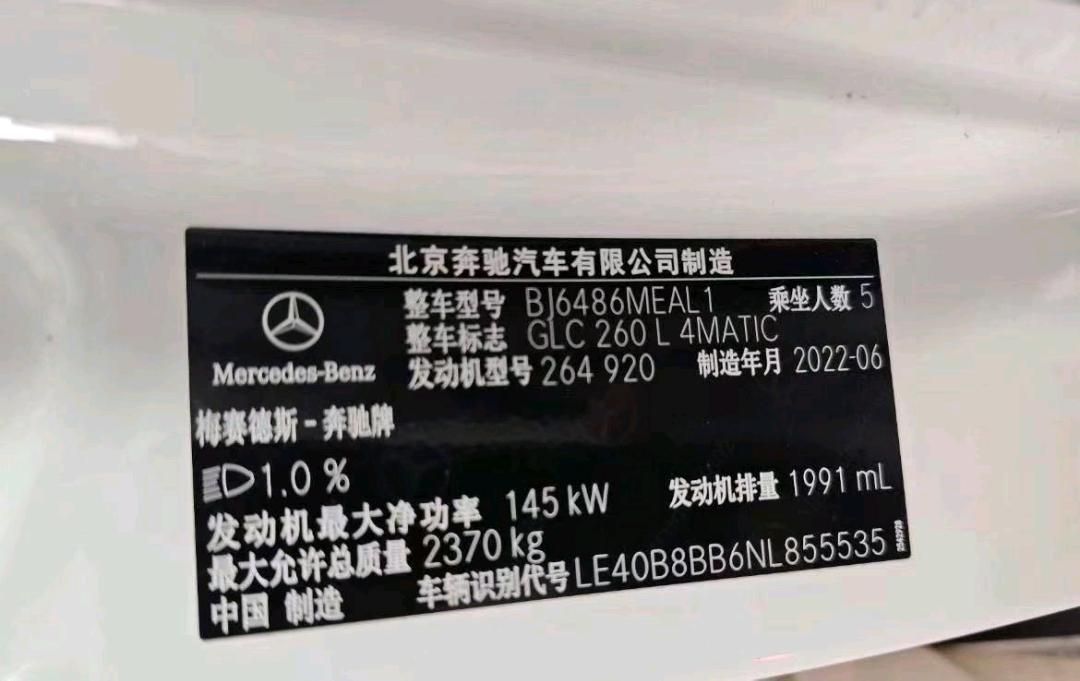 北京奔驰汽车有限公司制造
整车型号 BJ6486MEAL1 乘坐人数 5
整车标志 GLC 260 L 4MATIC
Mercedes-Benz
发动机型号 264 920 制造年月 2022-06
梅赛德斯-奔驰牌
1.0 %
发动机最大净功率 145 kW 发动机排量 1991 mL
最大允许总质量 2370 kg
中国 制造 车辆识别代号 LE40B8BB6NL855535